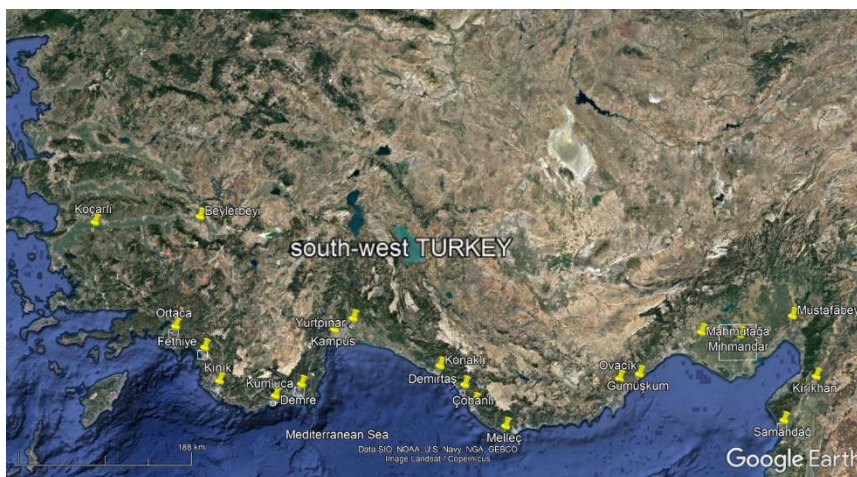 Koçarlı
Beylerbeyi
south-west TURKEY
Ortaca
Yurtpınar
Mustafabey
Fethiye
Kampüs
Mahmutağa
Mihmandar
Kınık
Konaklı
Ovacık
Kumluca
Demirtaş
Gümüşkum
Kırıkhan
Demre
Çobanlı
Samandağ
Melleç
Mediterranean Sea
Data SIO, NOAA, U.S. Navy, NGA, GEBCO
Image Landsat / Copernicus
188 km
Google Earth